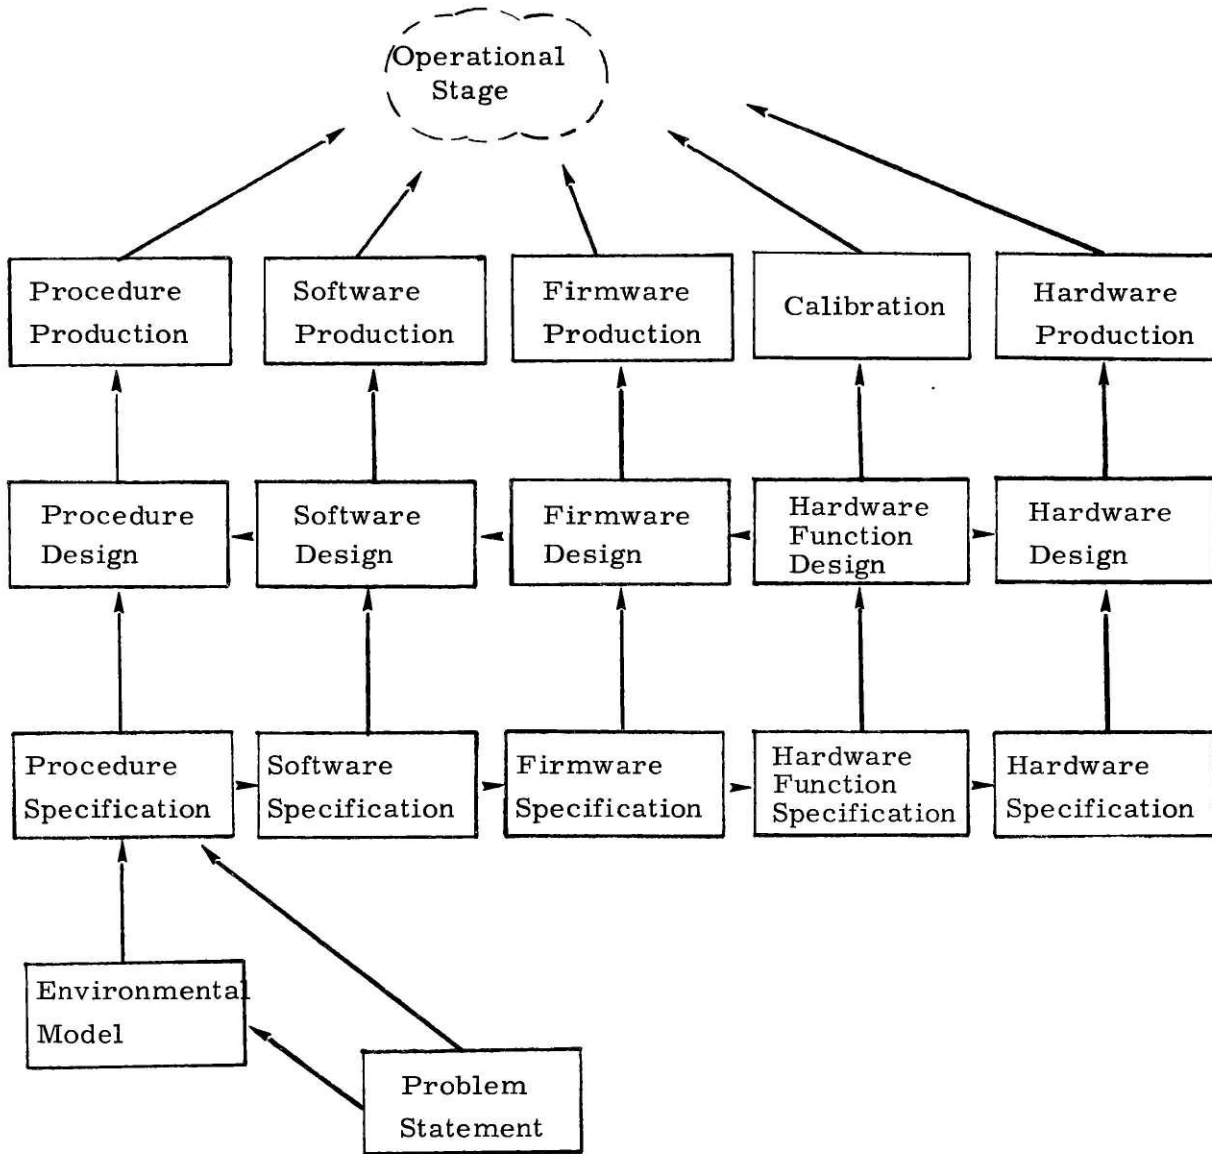 Operational
Stage
Procedure
Production
Software
Production
Firmware
Production
Calibration
Hardware
Production
Procedure
Design
Software
Design
Firmware
Design
Hardware
Function
Design
Hardware
Design
Procedure
Specification
Software
Specification
Firmware
Specification
Hardware
Function
Specification
Hardware
Specification
Environmental
Model
Problem
Statement